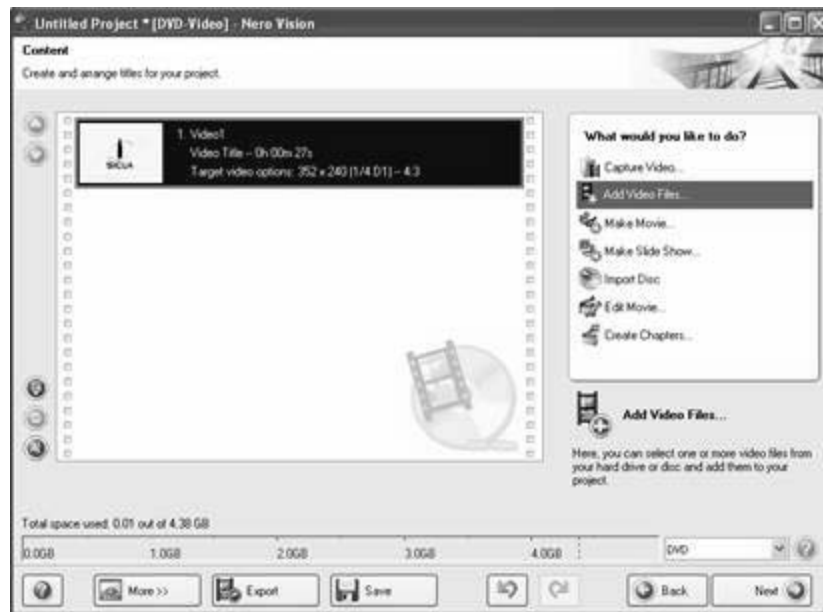 Untitled Project * [DVD-Video] - Nero Vision
Content
Create and arrange titles for your project.
1. Video1
Video Title – 0h 00m 27s
Target video options: 352 x 240 (1/4 D1) – 4:3
SICUA
What would you like to do?
Capture Video...
Add Video Files...
Make Movie...
Make Slide Show...
Import Disc
Edit Movie...
Create Chapters...
Add Video Files...
Here, you can select one or more video files from
your hard drive or disc and add them to your
project.
Total space used: 0.01 out of 4.38 GB
0.0GB 1.0GB 2.0GB 3.0GB 4.0GB
DVD
More >>
Export
Save
Back
Next